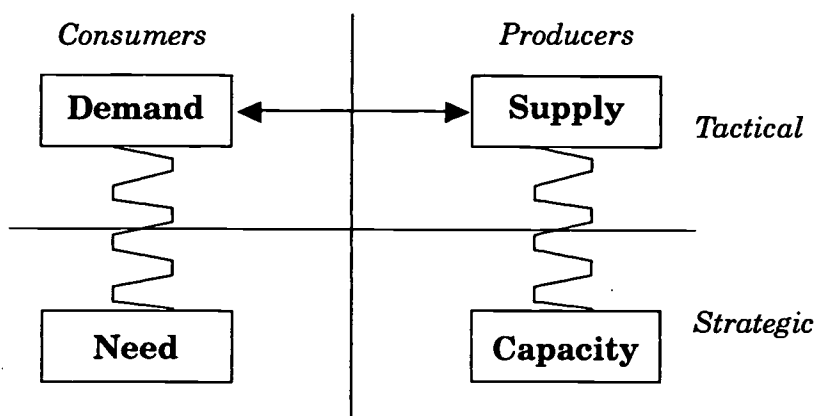 Consumers
Producers
Demand
Supply
Tactical
Need
Capacity
Strategic